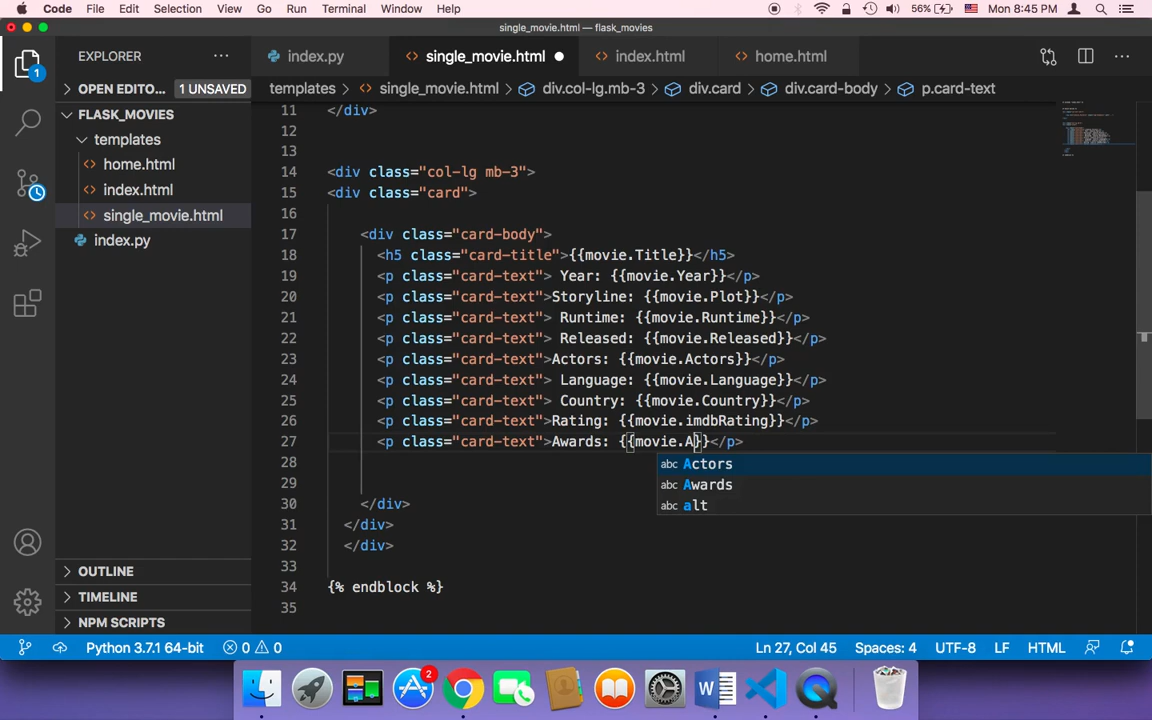 Code File Edit Selection View Go Run Terminal Window Help 56% Mon 8:45 PM
single_movie.html — flask_movies
EXPLORER ···
index.py
<> single_movie.html ●
<> index.html
<> home.html
1
OPEN EDITO... 1 UNSAVED
templates > <> single_movie.html > div.col-lg.mb-3 > div.card > div.card-body > p.card-text
FLASK_MOVIES
templates
<> home.html
<> index.html
<> single_movie.html
index.py
OUTLINE
TIMELINE
NPM SCRIPTS
11 </div>
12
13
14 <div class="col-lg mb-3">
15 <div class="card">
16
17 <div class="card-body">
18 <h5 class="card-title">{{movie.Title}}</h5>
19 <p class="card-text"> Year: {{movie.Year}}</p>
20 <p class="card-text">Storyline: {{movie.Plot}}</p>
21 <p class="card-text"> Runtime: {{movie.Runtime}}</p>
22 <p class="card-text"> Released: {{movie.Released}}</p>
23 <p class="card-text">Actors: {{movie.Actors}}</p>
24 <p class="card-text"> Language: {{movie.Language}}</p>
25 <p class="card-text"> Country: {{movie.Country}}</p>
26 <p class="card-text">Rating: {{movie.imdbRating}}</p>
27 <p class="card-text">Awards: {{movie.A}}</p>
abc Actors
abc Awards
abc alt
28
29
30 </div>
31 </div>
32 </div>
33
34 {% endblock %}
35
Python 3.7.1 64-bit 0 0 Ln 27, Col 45 Spaces: 4 UTF-8 LF HTML
2